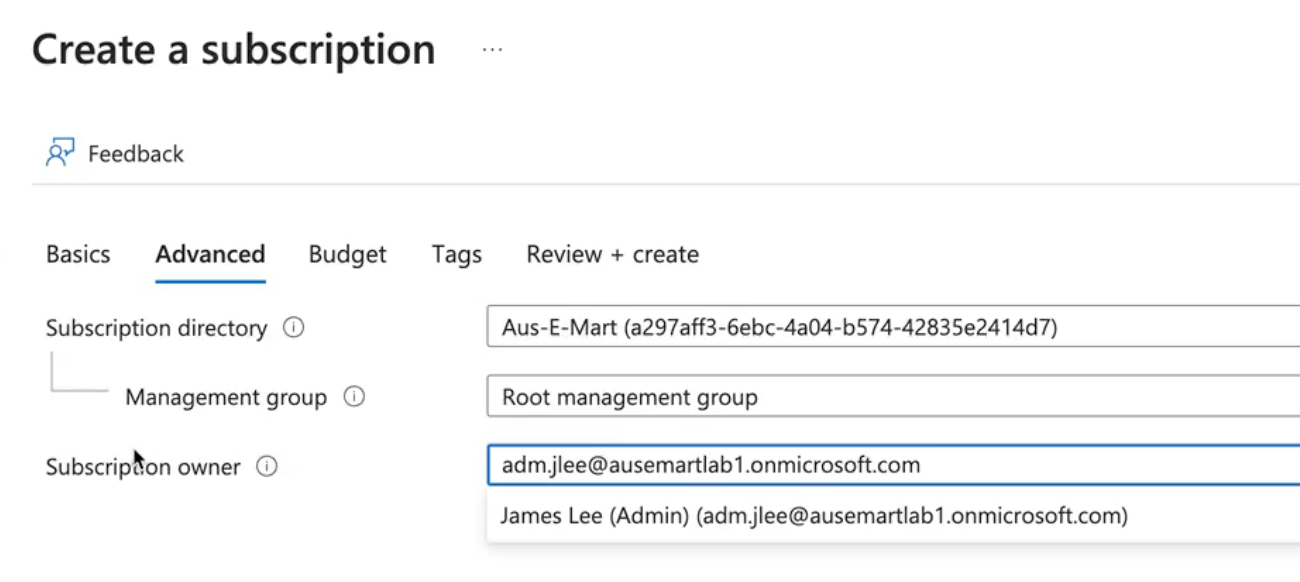 Create a subscription ...
Feedback
Basics Advanced Budget Tags Review + create
Subscription directory Aus-E-Mart (a297aff3-6ebc-4a04-b574-42835e2414d7)
Management group Root management group
Subscription owner adm.jlee@ausemartlab1.onmicrosoft.com
James Lee (Admin) (adm.jlee@ausemartlab1.onmicrosoft.com)